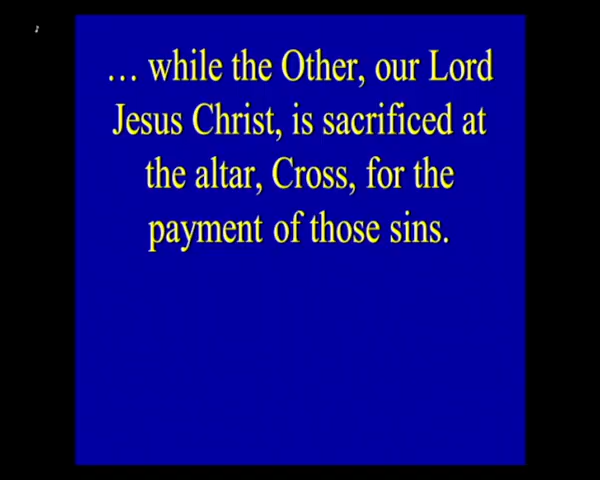 … while the Other, our Lord
Jesus Christ, is sacrificed at
the altar, Cross, for the
payment of those sins.